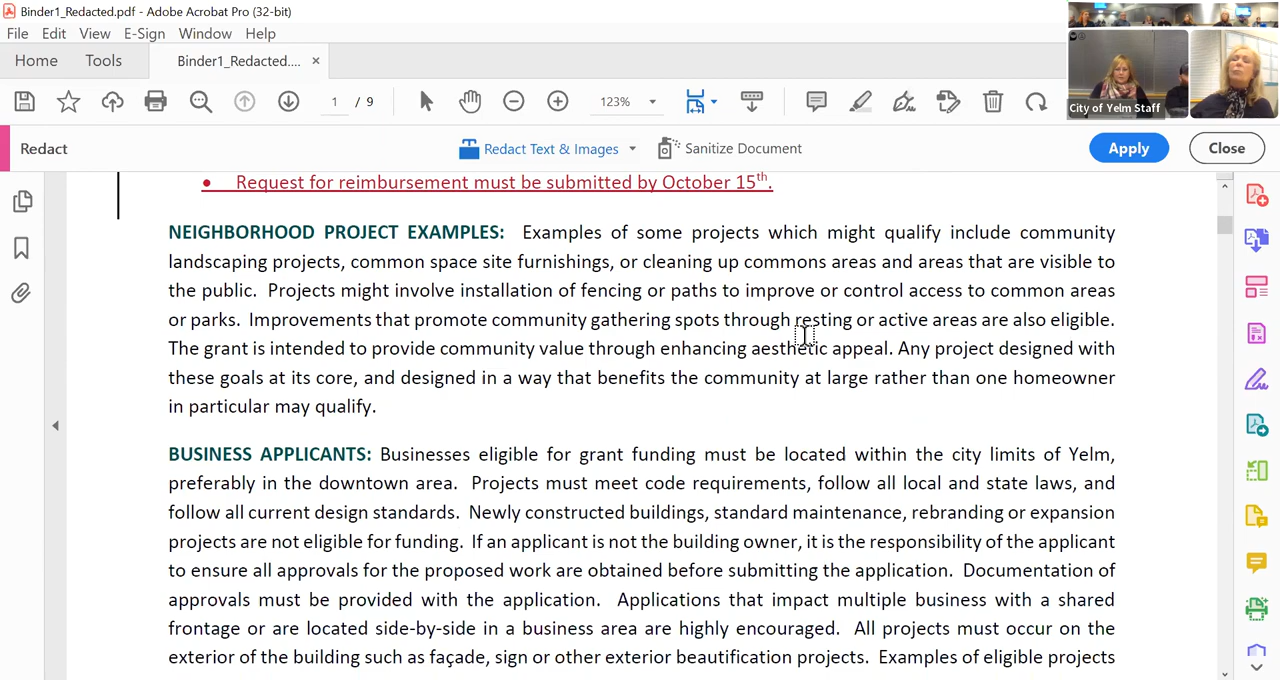 Binder1_Redacted.pdf - Adobe Acrobat Pro (32-bit)
File Edit View E-Sign Window Help
Home Tools Binder1_Redacted.... ×
1 / 9 123%
City of Yelm Staff
Redact Redact Text & Images Sanitize Document Apply Close
• Request for reimbursement must be submitted by October 15th.
NEIGHBORHOOD PROJECT EXAMPLES: Examples of some projects which might qualify include community
landscaping projects, common space site furnishings, or cleaning up commons areas and areas that are visible to
the public. Projects might involve installation of fencing or paths to improve or control access to common areas
or parks. Improvements that promote community gathering spots through resting or active areas are also eligible.
The grant is intended to provide community value through enhancing aesthetic appeal. Any project designed with
these goals at its core, and designed in a way that benefits the community at large rather than one homeowner
in particular may qualify.
BUSINESS APPLICANTS: Businesses eligible for grant funding must be located within the city limits of Yelm,
preferably in the downtown area. Projects must meet code requirements, follow all local and state laws, and
follow all current design standards. Newly constructed buildings, standard maintenance, rebranding or expansion
projects are not eligible for funding. If an applicant is not the building owner, it is the responsibility of the applicant
to ensure all approvals for the proposed work are obtained before submitting the application. Documentation of
approvals must be provided with the application. Applications that impact multiple business with a shared
frontage or are located side-by-side in a business area are highly encouraged. All projects must occur on the
exterior of the building such as façade, sign or other exterior beautification projects. Examples of eligible projects